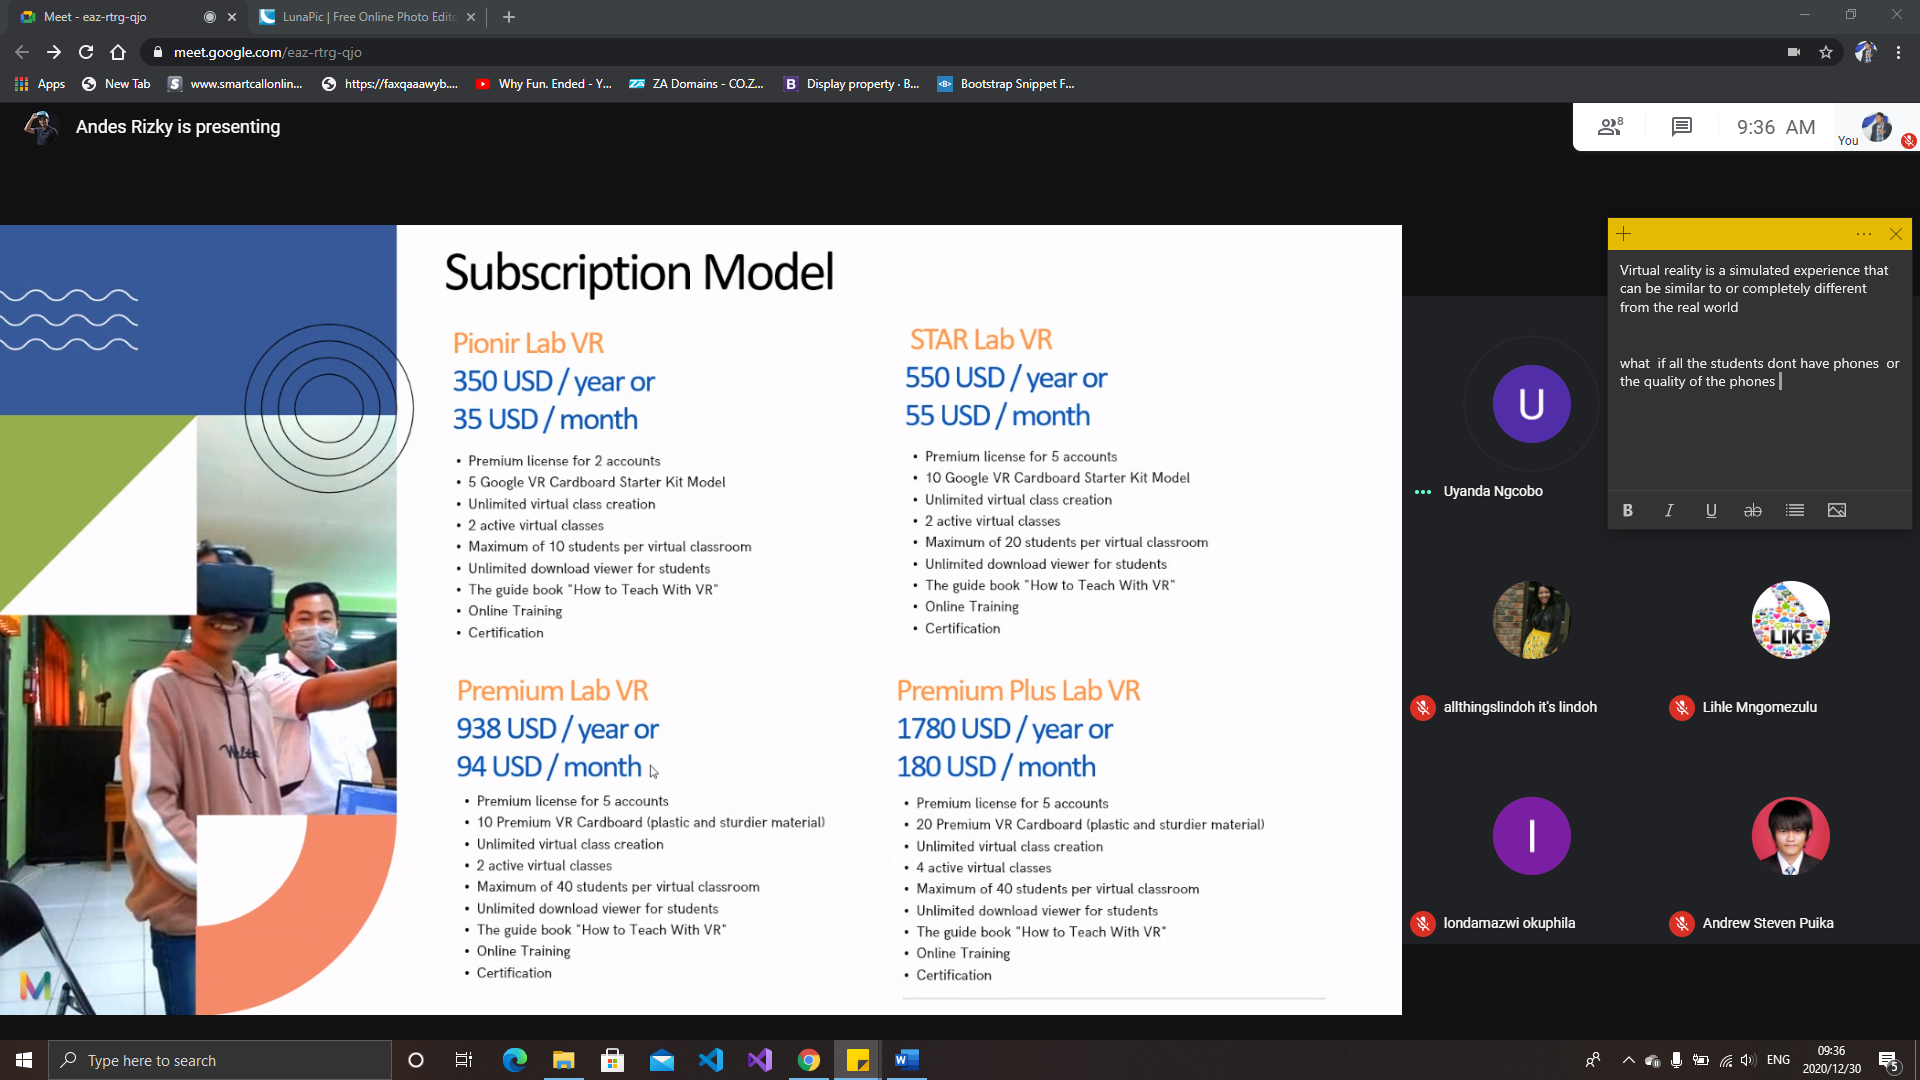 Meet - eaz-rtrg-qjo
LunaPic | Free Online Photo Edito
meet.google.com/eaz-rtrg-qjo
Apps
New Tab
www.smartcallonlin...
https://faxqaaawyb....
Why Fun. Ended - Y...
ZA Domains - CO.Z...
Display property · B...
Bootstrap Snippet F...
Andes Rizky is presenting
8
9:36 AM
You
Subscription Model
Pionir Lab VR
350 USD / year or
35 USD / month
• Premium license for 2 accounts
• 5 Google VR Cardboard Starter Kit Model
• Unlimited virtual class creation
• 2 active virtual classes
• Maximum of 10 students per virtual classroom
• Unlimited download viewer for students
• The guide book "How to Teach With VR"
• Online Training
• Certification
STAR Lab VR
550 USD / year or
55 USD / month
• Premium license for 5 accounts
• 10 Google VR Cardboard Starter Kit Model
• Unlimited virtual class creation
• 2 active virtual classes
• Maximum of 20 students per virtual classroom
• Unlimited download viewer for students
• The guide book "How to Teach With VR"
• Online Training
• Certification
Premium Lab VR
938 USD / year or
94 USD / month
• Premium license for 5 accounts
• 10 Premium VR Cardboard (plastic and sturdier material)
• Unlimited virtual class creation
• 2 active virtual classes
• Maximum of 40 students per virtual classroom
• Unlimited download viewer for students
• The guide book "How to Teach With VR"
• Online Training
• Certification
Premium Plus Lab VR
1780 USD / year or
180 USD / month
• Premium license for 5 accounts
• 20 Premium VR Cardboard (plastic and sturdier material)
• Unlimited virtual class creation
• 4 active virtual classes
• Maximum of 40 students per virtual classroom
• Unlimited download viewer for students
• The guide book "How to Teach With VR"
• Online Training
• Certification
Virtual reality is a simulated experience that
can be similar to or completely different
from the real world
what if all the students dont have phones or
the quality of the phones
B I U ab
U
Uyanda Ngcobo
LIKE
allthingslindoh it's lindoh
Lihle Mngomezulu
I
londamazwi okuphila
Andrew Steven Puika
Type here to search
ENG
09:36
2020/12/30
5